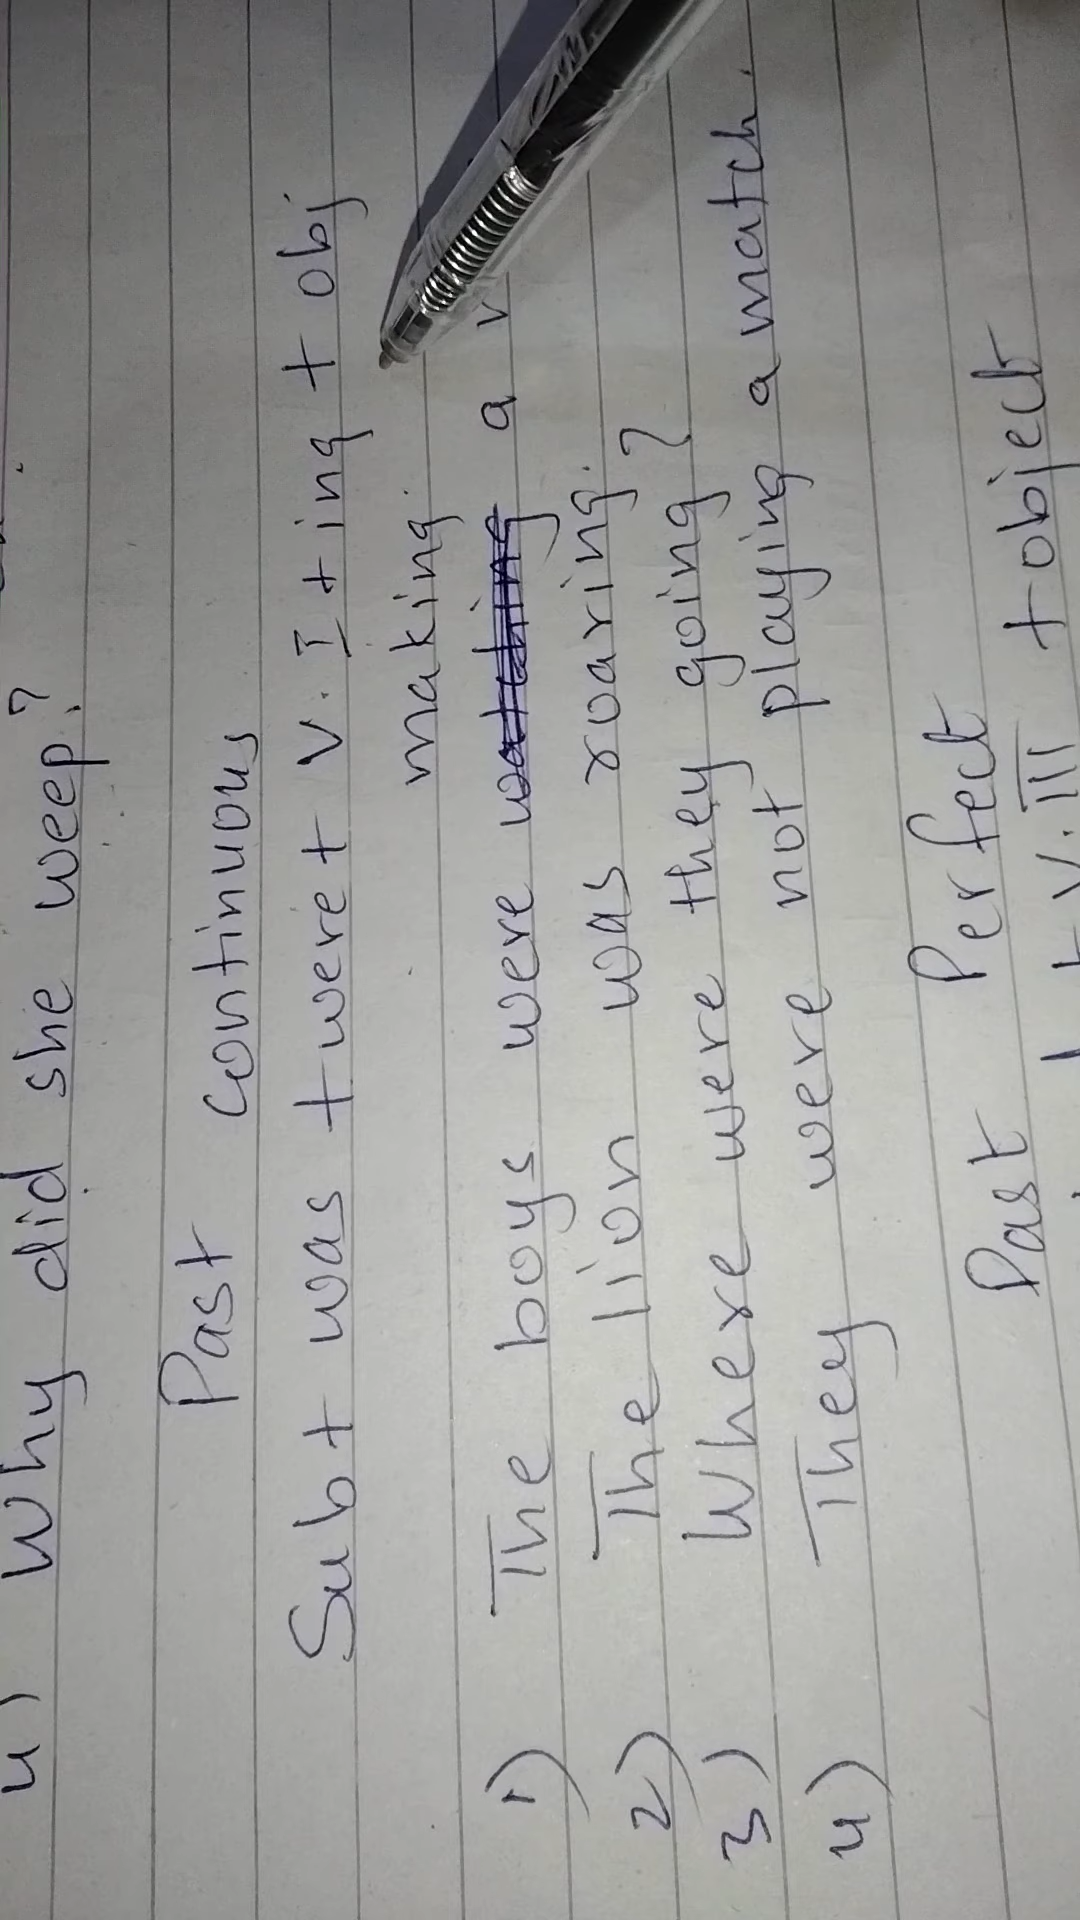 4) Why did she weep?
Past continuous
Sub + was + were + V.I + ing + obj
making
1) The boys were a
2) The lion was roaring.
3) Where were they going?
4) They were not playing a match.
Past Perfect
+ V.III + object